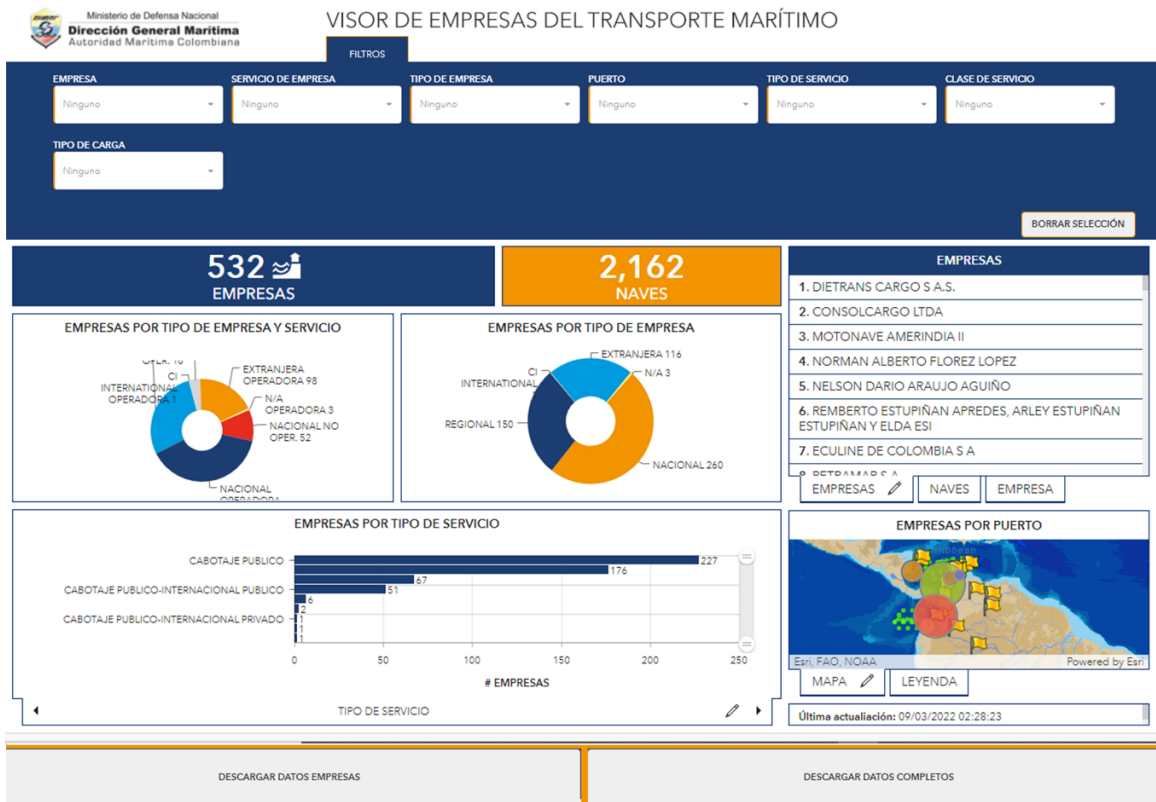 Ministerio de Defensa Nacional
Dirección General Marítima
Autoridad Marítima Colombiana
VISOR DE EMPRESAS DEL TRANSPORTE MARÍTIMO
FILTROS
EMPRESA
Ninguno
SERVICIO DE EMPRESA
Ninguno
TIPO DE EMPRESA
Ninguno
PUERTO
Ninguno
TIPO DE SERVICIO
Ninguno
CLASE DE SERVICIO
Ninguno
TIPO DE CARGA
Ninguno
BORRAR SELECCIÓN
532
EMPRESAS
2,162
NAVES
EMPRESAS POR TIPO DE EMPRESA Y SERVICIO
CI
INTERNATIONAL
OPERADORA 1
EXTRANJERA
OPERADORA 98
N/A
OPERADORA 3
NACIONAL NO
OPER. 52
NACIONAL
OPERADORA
EMPRESAS POR TIPO DE EMPRESA
EXTRANJERA 116
CI
INTERNATIONAL
N/A 3
REGIONAL 150
NACIONAL 260
EMPRESAS
1. DIETRANS CARGO S A.S.
2. CONSOLCARGO LTDA
3. MOTONAVE AMERINDIA II
4. NORMAN ALBERTO FLOREZ LOPEZ
5. NELSON DARIO ARAUJO AGUIÑO
6. REMBERTO ESTUPIÑAN APREDES, ARLEY ESTUPIÑAN
ESTUPIÑAN Y ELDA ESI
7. ECULINE DE COLOMBIA S A
8. PETRAMAR S A
EMPRESAS
NAVES
EMPRESA
EMPRESAS POR TIPO DE SERVICIO
CABOTAJE PUBLICO
227
176
67
CABOTAJE PUBLICO-INTERNACIONAL PUBLICO
51
6
2
CABOTAJE PUBLICO-INTERNACIONAL PRIVADO
1
1
1
0
50
100
150
200
250
# EMPRESAS
TIPO DE SERVICIO
EMPRESAS POR PUERTO
Caribbean
Esri, FAO, NOAA
Powered by Esri
MAPA
LEYENDA
Última actualiación: 09/03/2022 02:28:23
DESCARGAR DATOS EMPRESAS
DESCARGAR DATOS COMPLETOS